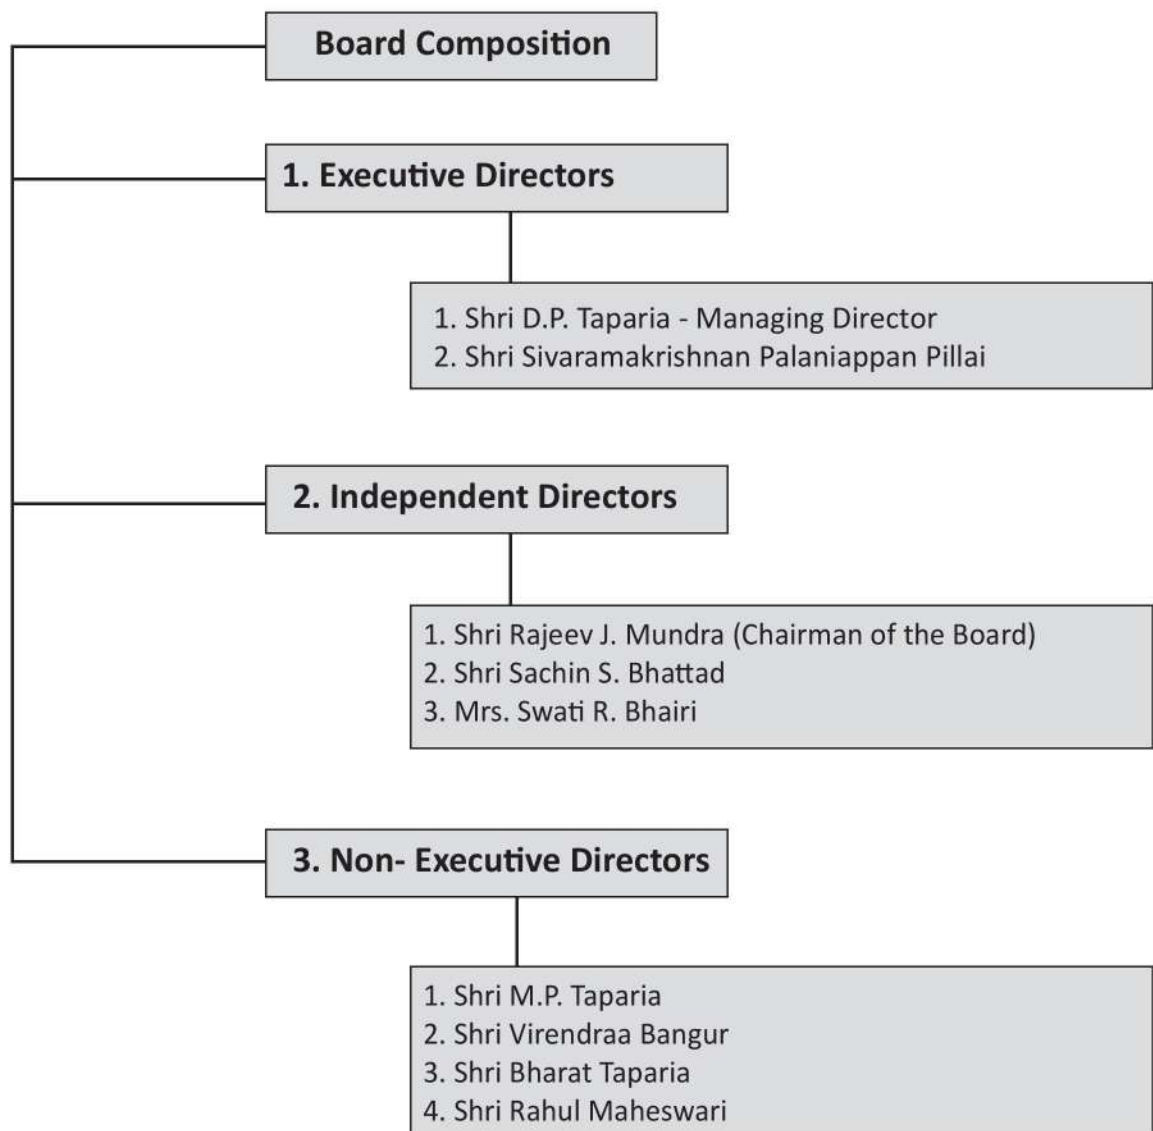 Board Composition
1. Executive Directors
1. Shri D.P. Taparia - Managing Director
2. Shri Sivaramakrishnan Palaniappan Pillai
2. Independent Directors
1. Shri Rajeev J. Mundra (Chairman of the Board)
2. Shri Sachin S. Bhattad
3. Mrs. Swati R. Bhairi
3. Non- Executive Directors
1. Shri M.P. Taparia
2. Shri Virendraa Bangur
3. Shri Bharat Taparia
4. Shri Rahul Maheswari